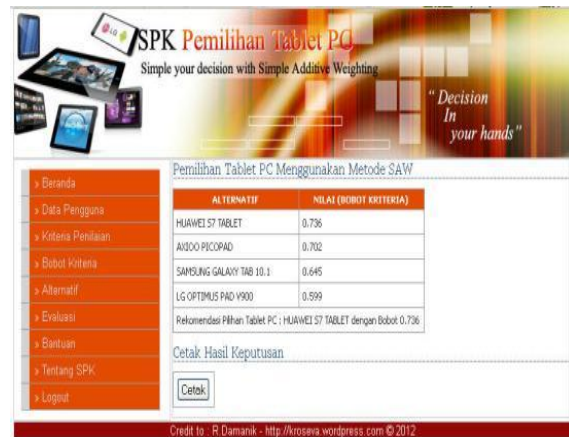 SPK Pemilihan Tablet PC
Simple your decision with Simple Additive Weighting
" Decision
In
your hands"
LG
» Beranda
» Data Pengguna
» Kriteria Penilaian
» Bobot Kriteria
» Alternatif
» Evaluasi
» Bantuan
» Tentang SPK
» Logout
Pemilihan Tablet PC Menggunakan Metode SAW
ALTERNATIF NILAI (BOBOT KRITERIA)
HUAWEI S7 TABLET 0.736
AXIOO PICOPAD 0.702
SAMSUNG GALAXY TAB 10.1 0.645
LG OPTIMUS PAD V900 0.599
Rekomendasi Pilihan Tablet PC : HUAWEI S7 TABLET dengan Bobot 0.736
Cetak Hasil Keputusan
Cetak
Credit to : R.Damanik - http://kroseva.wordpress.com © 2012